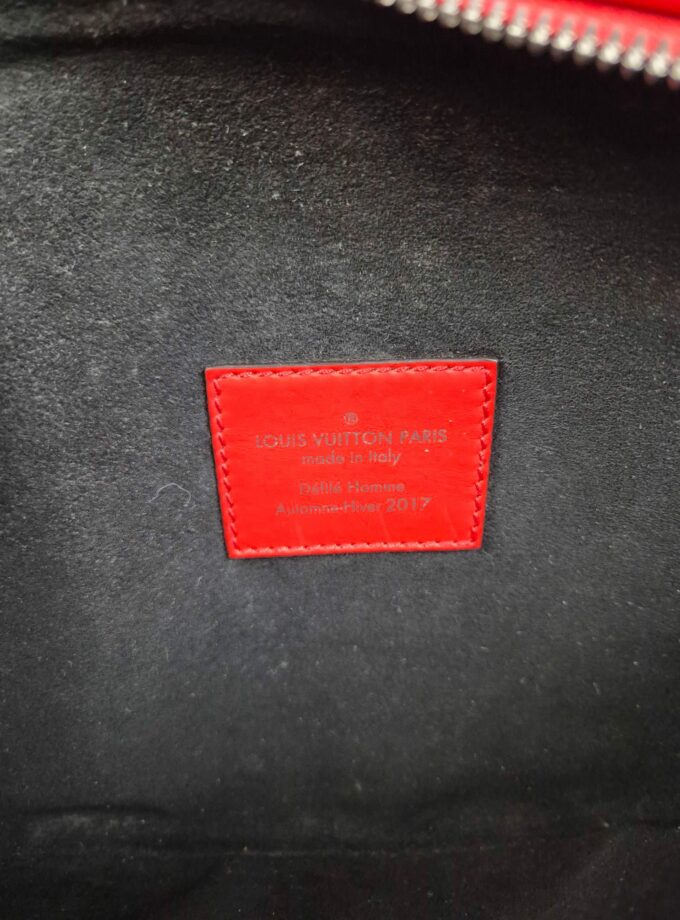 ®
LOUIS VUITTON PARIS
made in Italy
Défilé Homme
Automne-Hiver 2017